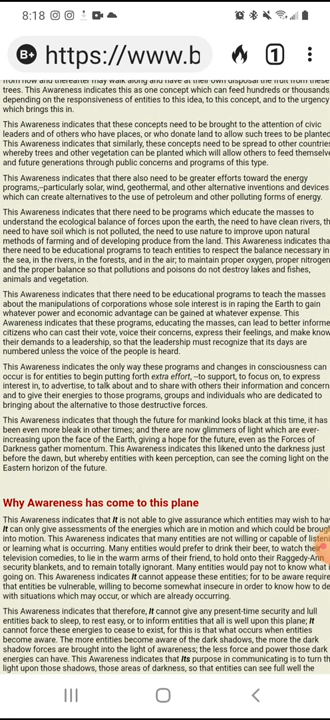 8:18
https://www.b
1
from now and thereafter may walk along and have at their own disposal the fruit from these
trees. This Awareness indicates this as one concept which can feed hundreds or thousands
depending on the responsiveness of entities to this idea, to this concept, and to the urgency
which brings this in.
This Awareness indicates that these concepts need to be brought to the attention of civic
leaders and of others who have places, or who donate land to allow such trees to be planted
This Awareness indicates that similarly, these concepts need to be spread to other countries
whereby trees and other vegetation can be planted which will allow others to feed themselve
and future generations through public concerns and programs of this type.
This Awareness indicates that there also need to be greater efforts toward the energy
programs,--particularly solar, wind, geothermal, and other alternative inventions and devices
which can create alternatives to the use of petroleum and other polluting forms of energy.
This Awareness indicates that there need to be programs which educate the masses to
understand the ecological balance of forces upon the earth, the need to have clean rivers, th
need to have soil which is not polluted, the need to use nature to improve upon natural
methods of farming and of developing produce from the land. This Awareness indicates tha
there need to be educational programs to teach entities to respect the balance necessary in
the sea, in the rivers, in the forests, and in the air; to maintain proper oxygen, proper nitrogen
and the proper balance so that pollutions and poisons do not destroy lakes and fishes,
animals and vegetation.
This Awareness indicates that there need to be educational programs to teach the masses
about the manipulations of corporations whose sole interest is in raping the Earth to gain
whatever power and economic advantage can be gained at whatever expense. This
Awareness indicates that these programs, educating the masses, can lead to better informe
citizens who can cast their vote, voice their concerns, express their feelings, and make know
their demands to a leadership, so that the leadership must recognize that its days are
numbered unless the voice of the people is heard.
This Awareness indicates the only way these programs and changes in consciousness can
occur is for entities to begin putting forth extra effort, --to support, to focus on, to express
interest in, to advertise, to talk about and to share with others their information and concern
and to give their energies to those programs, groups and individuals who are dedicated to
bringing about the alternative to those destructive forces.
This Awareness indicates that though the future for mankind looks black at this time, it has
been even more bleak in other times; and there are now glimmers of light which are ever-
increasing upon the face of the Earth, giving a hope for the future, even as the Forces of
Darkness gather momentum. This Awareness indicates this likened unto the darkness just
before the dawn, but whereby entities with keen perception, can see the coming light on the
Eastern horizon of the future.
Why Awareness has come to this plane
This Awareness indicates that It is not able to give assurance which entities may wish to hav
It can only give assessments of the energies which are in motion and which could be brough
into motion. This Awareness indicates that many entities are not willing or capable of listen
or learning what is occurring. Many entities would prefer to drink their beer, to watch their
television comedies, to lie in the warm arms of their friend, to hold onto their Raggedy-Ann
security blankets, and to remain totally ignorant. Many entities would pay not to know what i
going on. This Awareness indicates It cannot appease these entities; for to be aware require
that entities be vulnerable, willing to become somewhat insecure in order to know how to de
with situations which may occur, or which are already occurring.
This Awareness indicates that therefore, It cannot give any present-time security and lull
entities back to sleep, to rest easy, or to inform entities that all is well upon this plane; It
cannot force these energies to cease to exist, for this is that what occurs when entities
become aware. The more entities become aware of the dark shadows, the more the dark
shadow forces are brought into the light of awareness; the less force and power those dark
energies can have. This Awareness indicates that Its purpose in communicating is to turn th
light upon those shadows, those areas of darkness, so that entities can see full well the